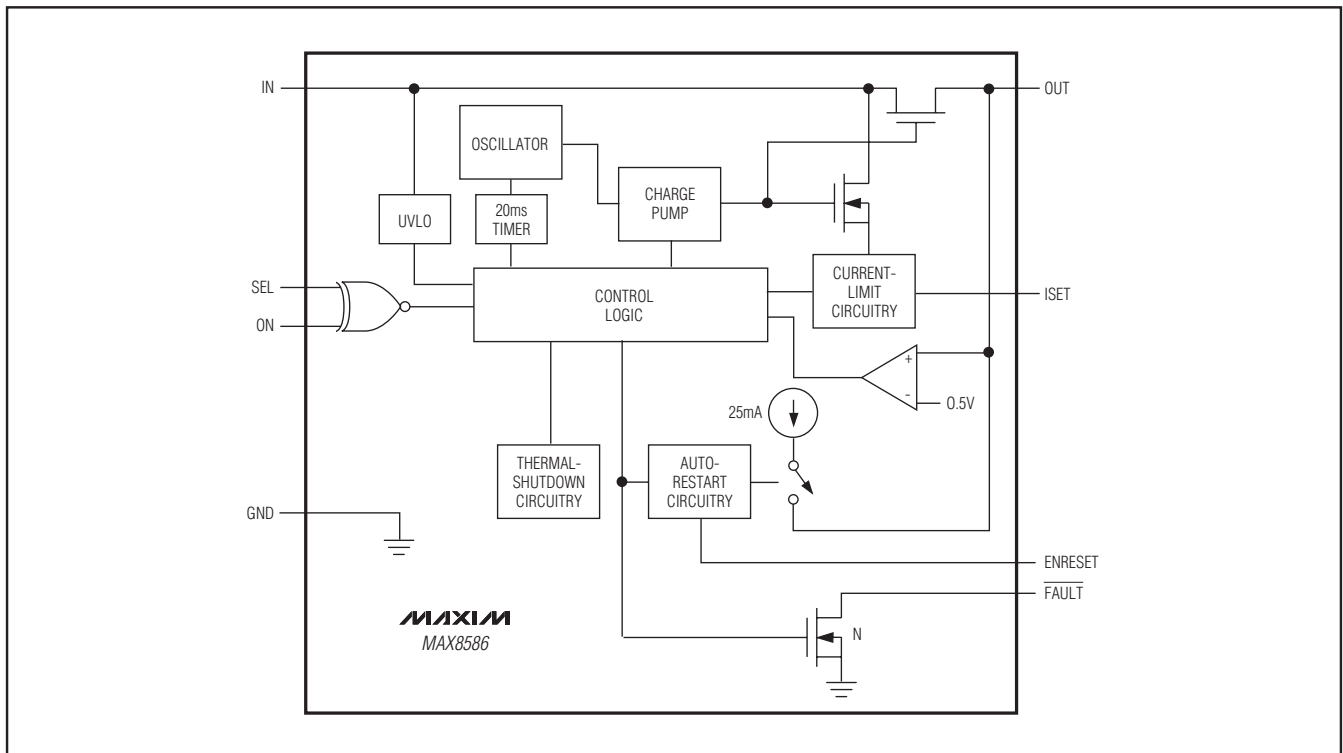 IN
OUT
OSCILLATOR
CHARGE
PUMP
UVLO
20ms
TIMER
SEL
ON
CONTROL
LOGIC
CURRENT-
LIMIT
CIRCUITRY
ISET
+
-
0.5V
25mA
THERMAL-
SHUTDOWN
CIRCUITRY
AUTO-
RESTART
CIRCUITRY
GND
ENRESET
FAULT
N
MAXIM
MAX8586